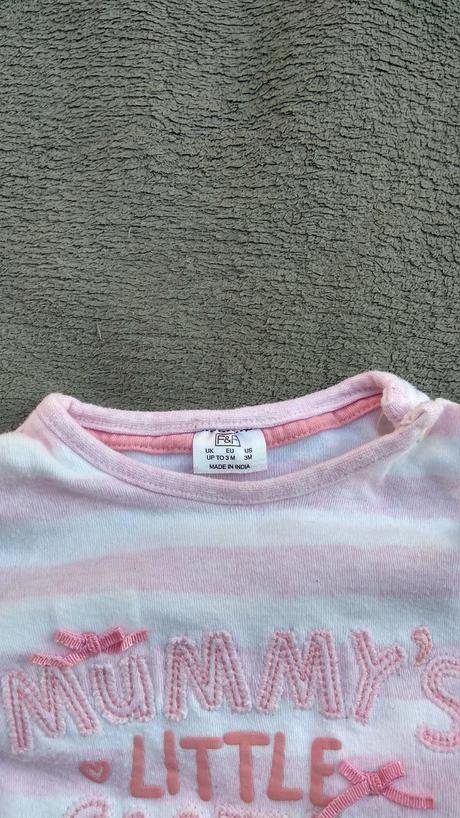 F&F
UK EU US
UP TO 3 M 3M
MADE IN INDIA
MUMMY'S
LITTLE